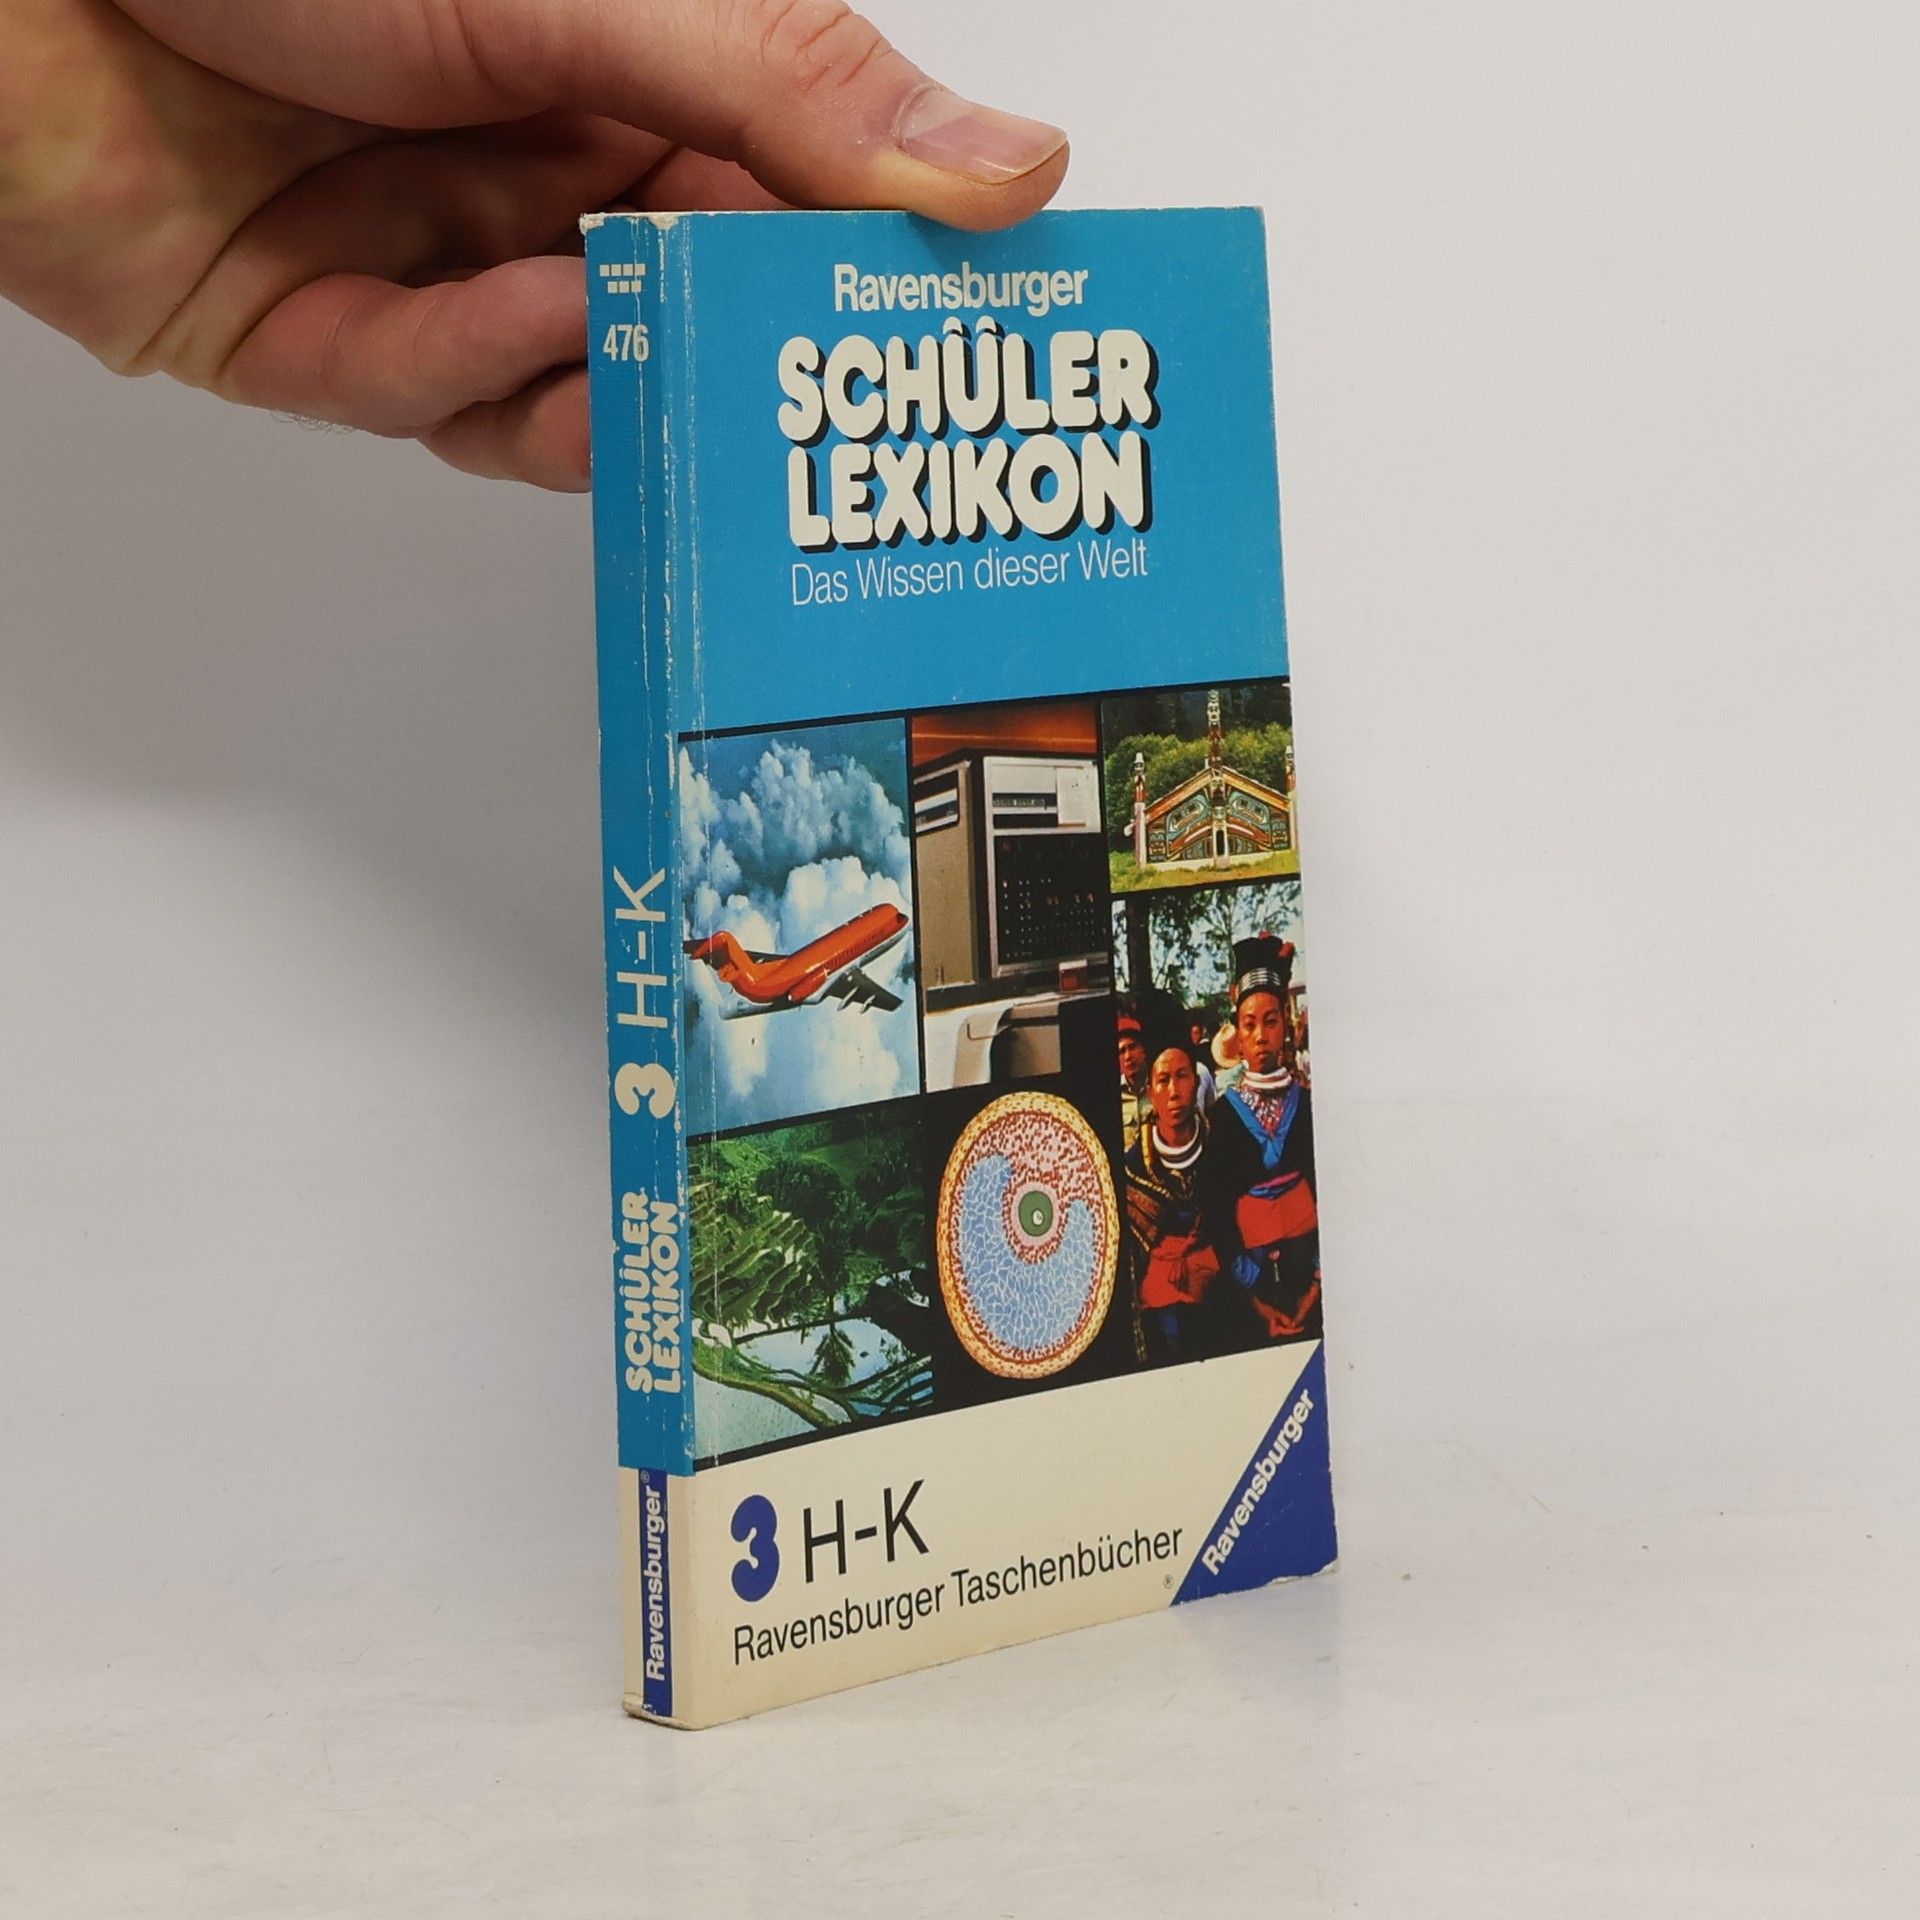 476
3 H-K
SCHÜLER
LEXIKON
Ravensburger®
Ravensburger
SCHÜLER
LEXIKON
Das Wissen dieser Welt
3 H-K
Ravensburger Taschenbücher
®
Ravensburger